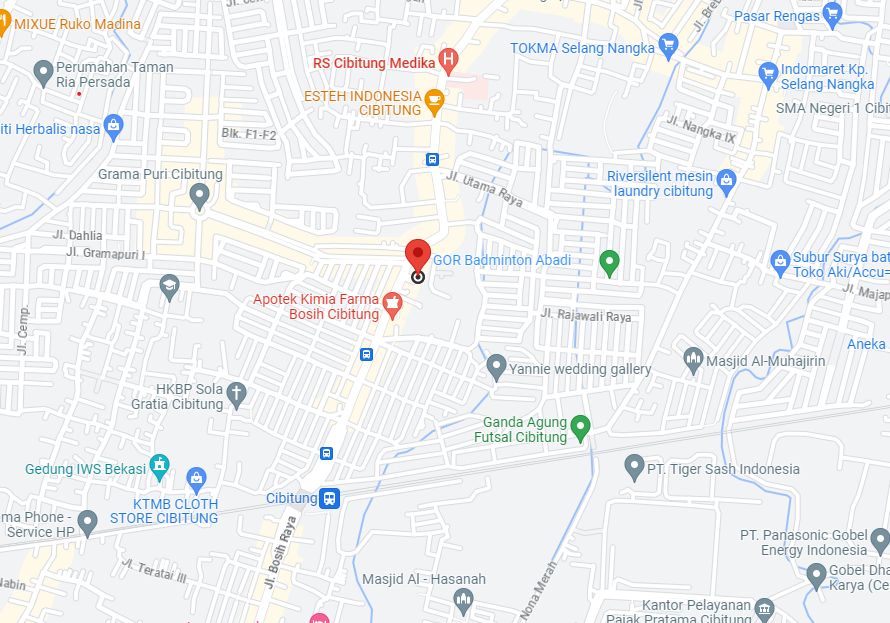 MIXUE Ruko Madina
Jl. Bre
Pasar Rengas
TOKMA Selang Nangka
RS Cibitung Medika
Perumahan Taman
Ria Persada
Indomaret Kp.
Selang Nangka
ESTEH INDONESIA
CIBITUNG
SMA Negeri 1 Cibit
iti Herbalis nasa
Blk. F1-F2
Jl. Nangka IX
Grama Puri Cibitung
Jl. Utama Raya
Riversilent mesin
laundry cibitung
Jl. Dahlia
Jl. Gramapuri I
GOR Badminton Abadi
Subur Surya bat
Toko Aki/Accu=
Jl. Majap
Apotek Kimia Farma
Bosih Cibitung
Jl. Cemp.
Jl. Rajawali Raya
Aneka
Masjid Al-Muhajirin
Yannie wedding gallery
HKBP Sola
Gratia Cibitung
Ganda Agung
Futsal Cibitung
Gedung IWS Bekasi
PT. Tiger Sash Indonesia
KTMB CLOTH
STORE CIBITUNG
Cibitung
ma Phone -
Service HP
Jl. Bosih Raya
PT. Panasonic Gobel
Energy Indonesia
Jl. Teratai III
Nabin
Masjid Al - Hasanah
Nona Merah
Gobel Dha
Karya (Ce
Kantor Pelayanan
Pajak Pratama Cibitung